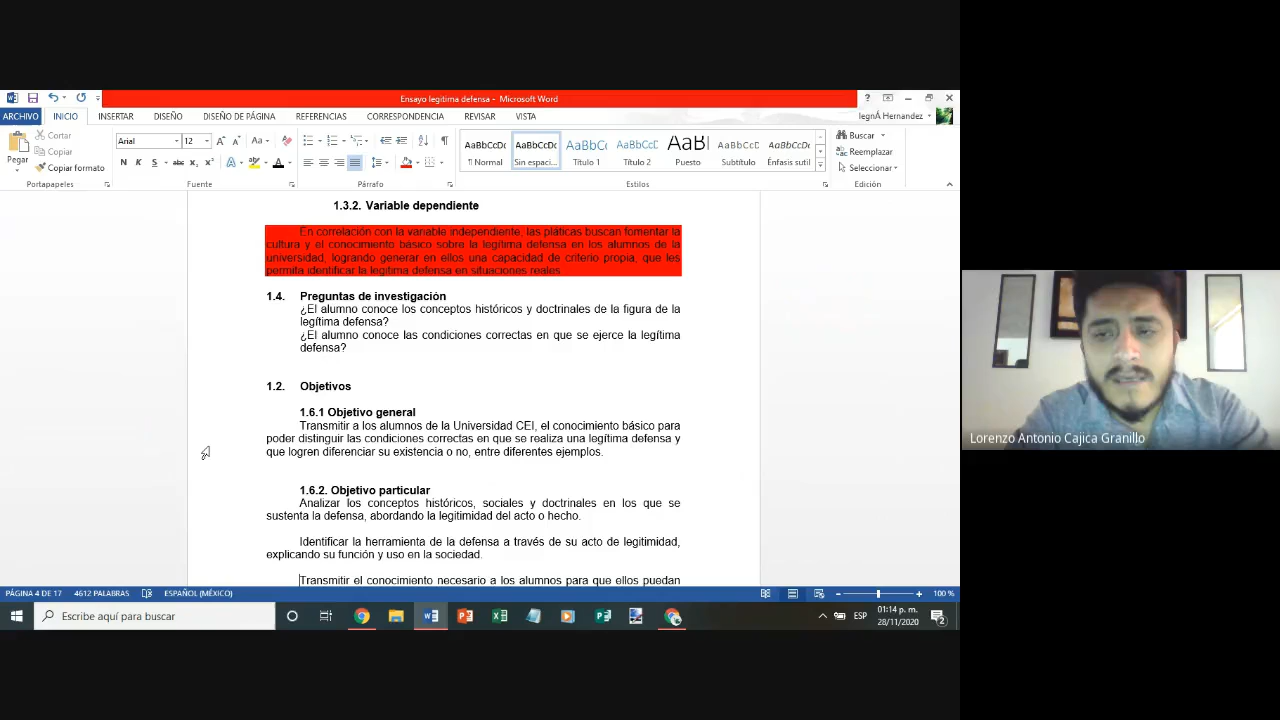 Ensayo legitima defensa - Microsoft Word
ARCHIVO INICIO INSERTAR DISEÑO DISEÑO DE PÁGINA REFERENCIAS CORRESPONDENCIA REVISAR VISTA legnA Hernandez
Pegar
Cortar
Copiar
Copiar formato
Portapapeles
Arial 12
N K S abc x₂ x²
Fuente
Párrafo
AaBbCcDc AaBbCcDc AaBbCc AaBbCcD AaB AaBbCcD AaBbCcDc
¶ Normal Sin espaci... Título 1 Título 2 Puesto Subtítulo Énfasis sutil
Estilos
Buscar
Reemplazar
Seleccionar
Edición
1.3.2. Variable dependiente
En correlación con la variable independiente, las pláticas buscan fomentar la
cultura y el conocimiento básico sobre la legítima defensa en los alumnos de la
universidad, logrando generar en ellos una capacidad de criterio propia, que les
permita identificar la legitima defensa en situaciones reales
1.4. Preguntas de investigación
¿El alumno conoce los conceptos históricos y doctrinales de la figura de la
legítima defensa?
¿El alumno conoce las condiciones correctas en que se ejerce la legítima
defensa?
1.2. Objetivos
1.6.1 Objetivo general
Transmitir a los alumnos de la Universidad CEI, el conocimiento básico para
poder distinguir las condiciones correctas en que se realiza una legítima defensa y
que logren diferenciar su existencia o no, entre diferentes ejemplos.
1.6.2. Objetivo particular
Analizar los conceptos históricos, sociales y doctrinales en los que se
sustenta la defensa, abordando la legitimidad del acto o hecho.
Identificar la herramienta de la defensa a través de su acto de legitimidad,
explicando su función y uso en la sociedad.
Transmitir el conocimiento necesario a los alumnos para que ellos puedan
PÁGINA 4 DE 17 4612 PALABRAS ESPAÑOL (MÉXICO) 100 %
Escribe aquí para buscar
ESP
01:14 p. m.
28/11/2020
2
Lorenzo Antonio Cajica Granillo